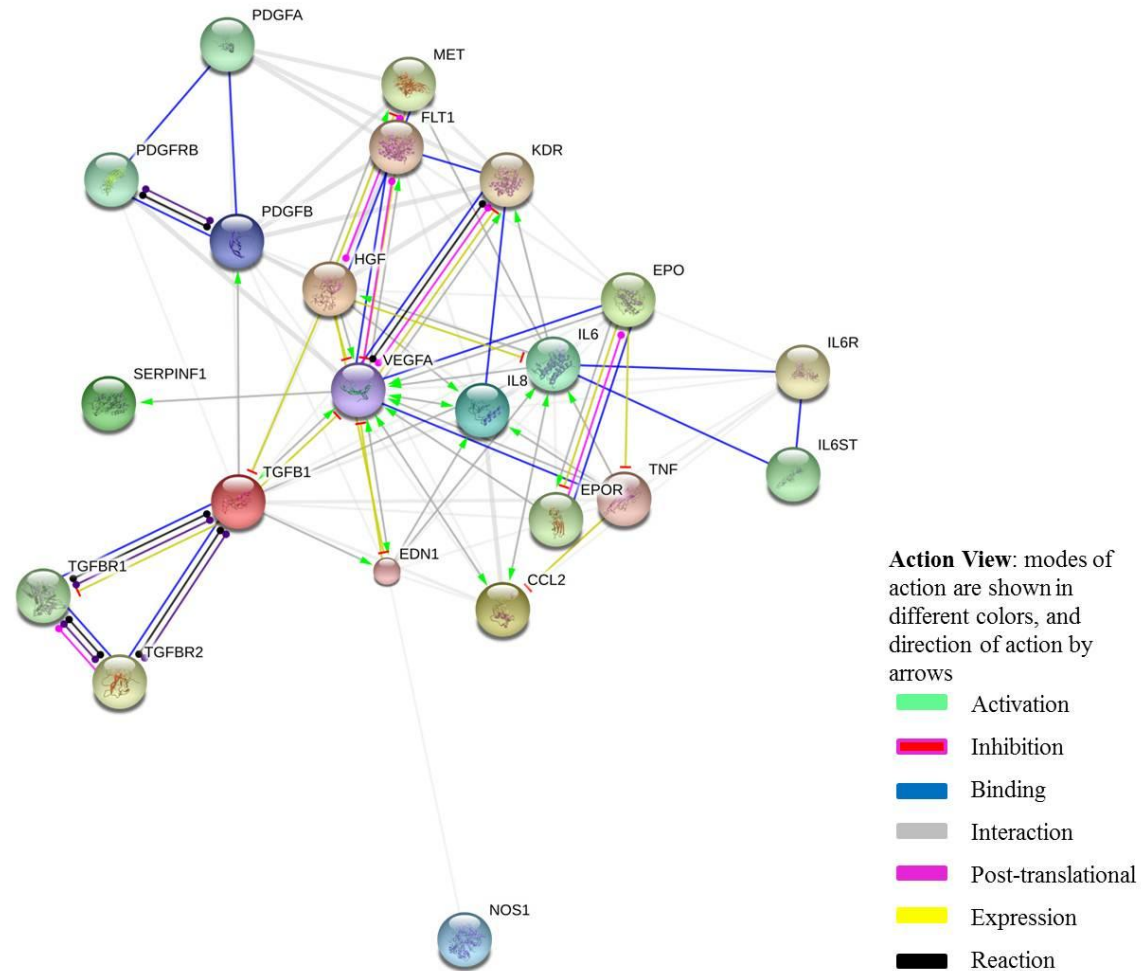 PDGFA
MET
FLT1
PDGFRB
KDR
PDGFB
HGF
EPO
IL6
IL6R
VEGFA
SERPINF1
IL8
IL6ST
TGFB1
TNF
EPOR
EDN1
TGFBR1
CCL2
TGFBR2
NOS1
Action View: modes of
action are shown in
different colors, and
direction of action by
arrows
Activation
Inhibition
Binding
Interaction
Post-translational
Expression
Reaction